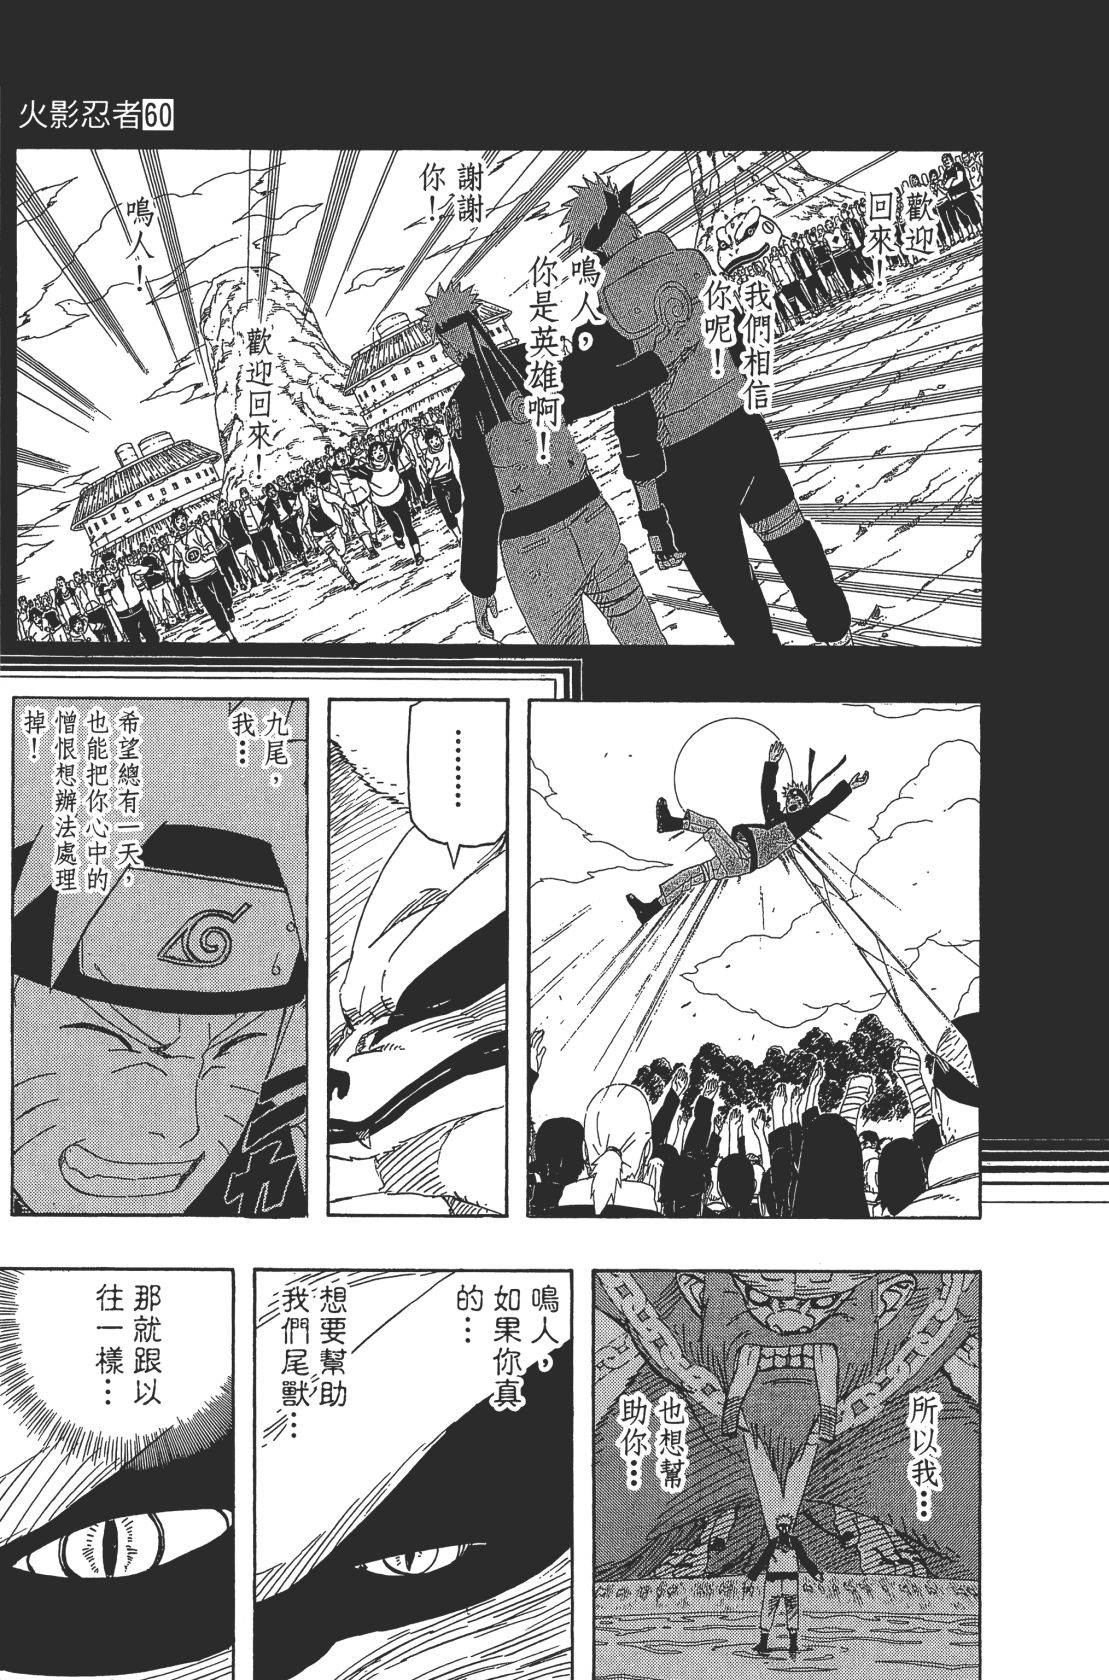 火影忍者60
歡迎
回來！
我們相信
你呢！
鳴人，
你是英雄啊！
謝謝
你！
歡迎回來！
鳴人！
………
九尾，
我…
希望總有一天，
也能把你心中的
憎恨想辦法處理
掉！
所以我…
也想幫
助你…
鳴人，
如果你真
的…
想要幫助
我們尾獸…
那就跟以
往一樣…